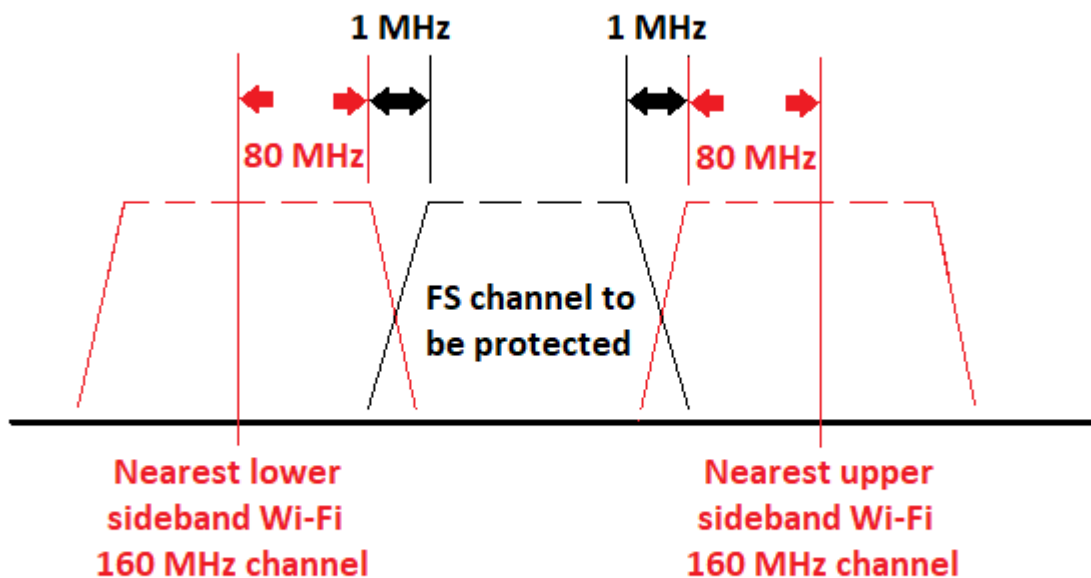 1 MHz
1 MHz
80 MHz
80 MHz
FS channel to
be protected
Nearest lower
sideband Wi-Fi
160 MHz channel
Nearest upper
sideband Wi-Fi
160 MHz channel